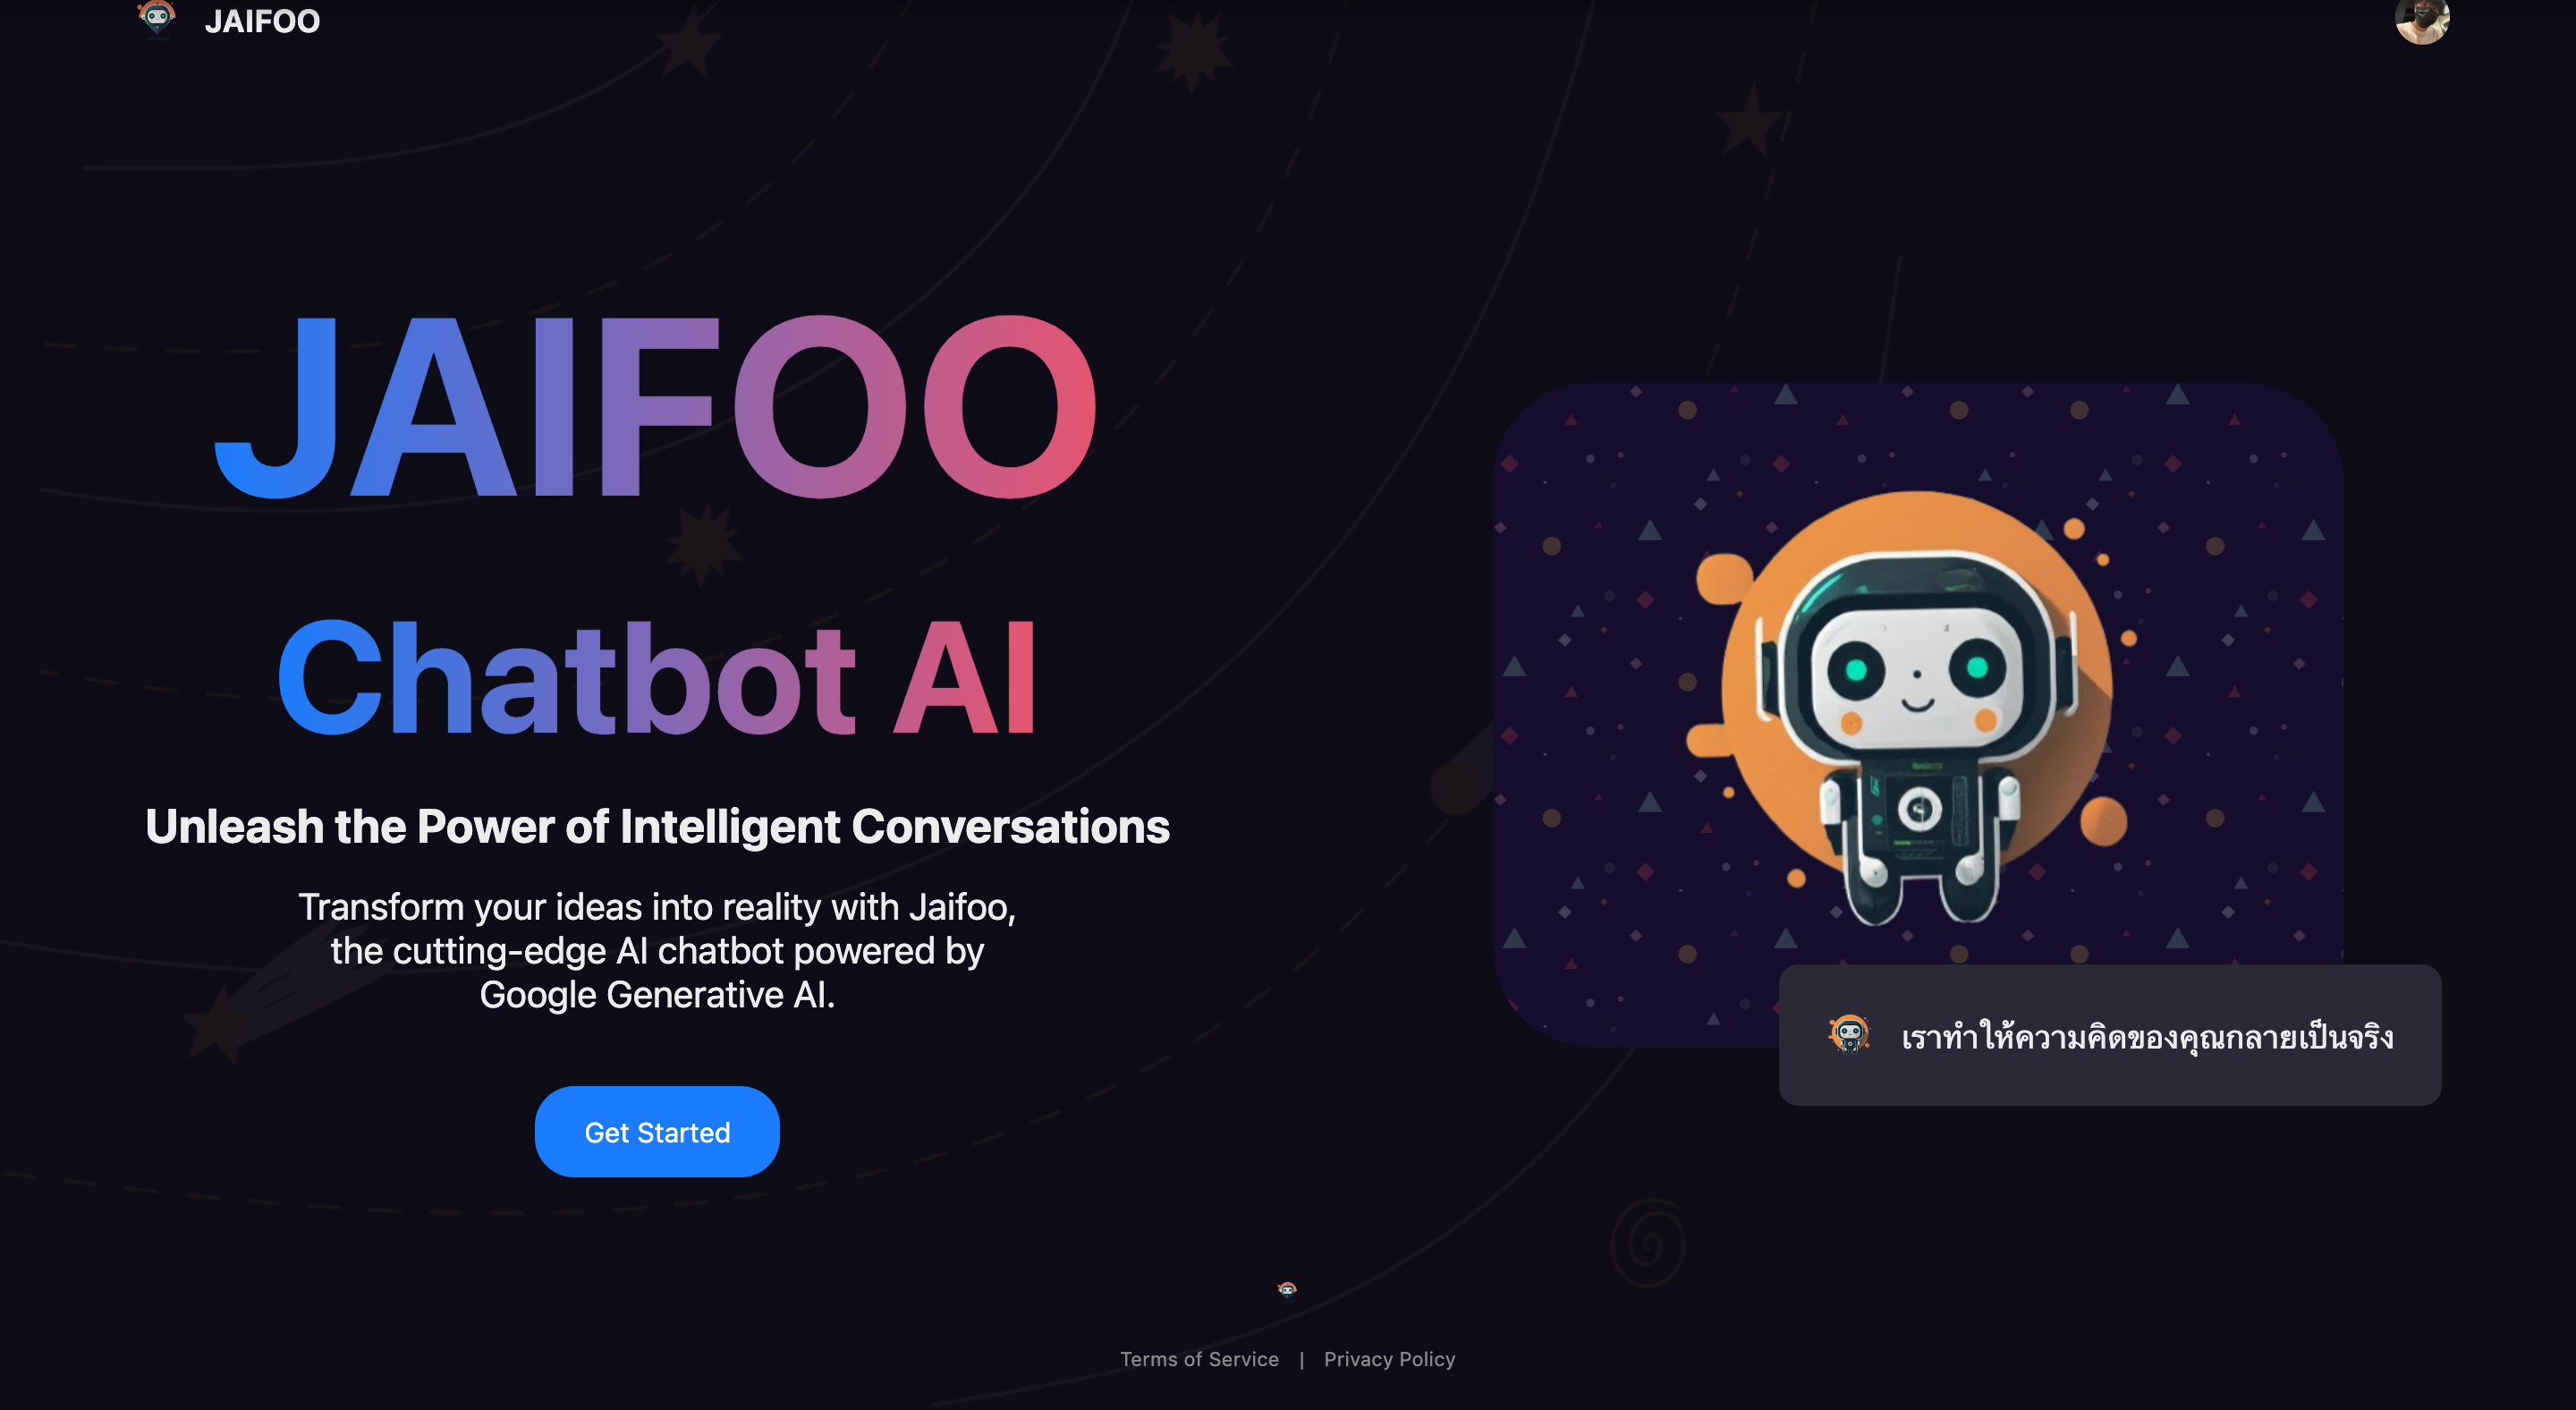 JAIFOO
JAIFOO
Chatbot AI
Unleash the Power of Intelligent Conversations
Transform your ideas into reality with Jaifoo,
the cutting-edge AI chatbot powered by
Google Generative AI.
Get Started
เราทำให้ความคิดของคุณกลายเป็นจริง
Terms of Service | Privacy Policy